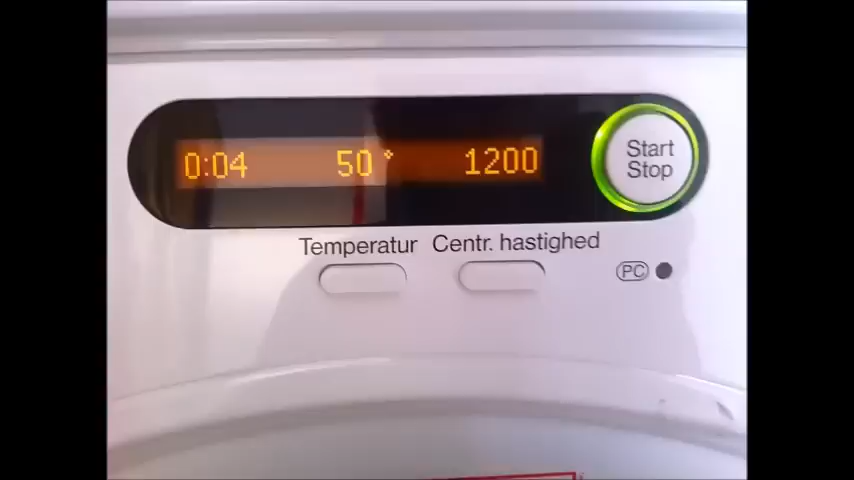 0:04 50° 1200
Start
Stop
Temperatur Centr. hastighed
PC